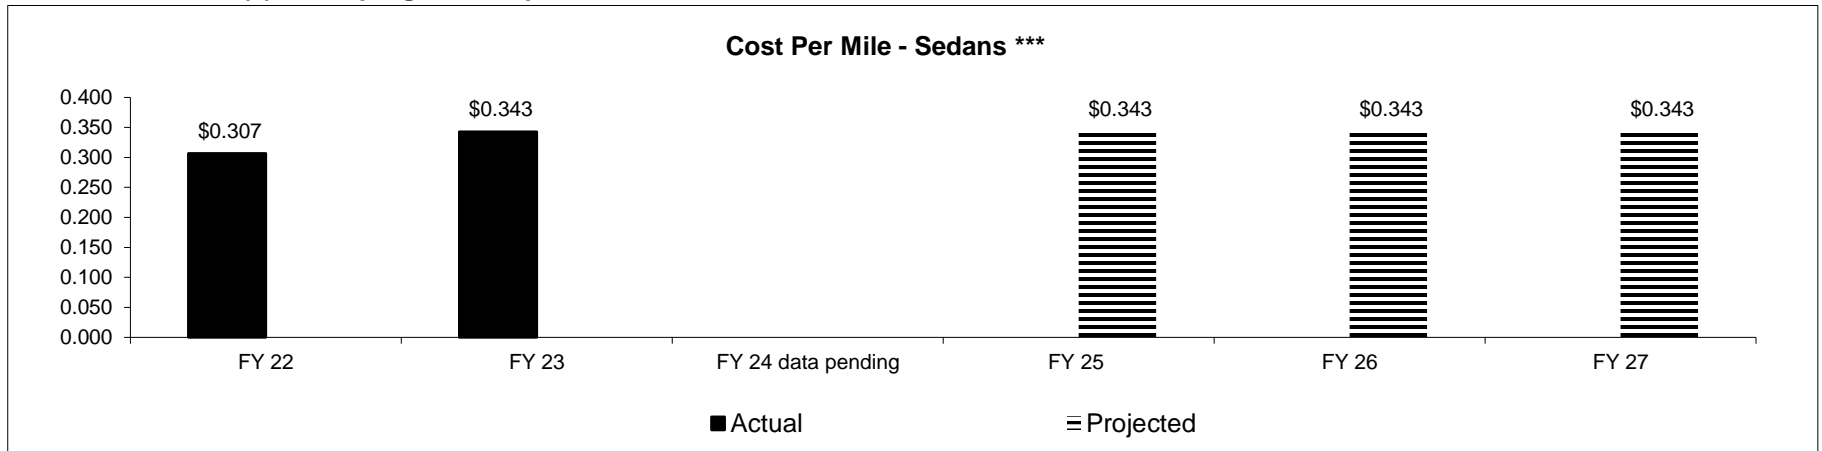 Cost Per Mile - Sedans ***
0.400
0.350
0.300
0.250
0.200
0.150
0.100
0.050
0.000
$0.307
$0.343
$0.343
$0.343
$0.343
FY 22
FY 23
FY 24 data pending
FY 25
FY 26
FY 27
Actual
Projected